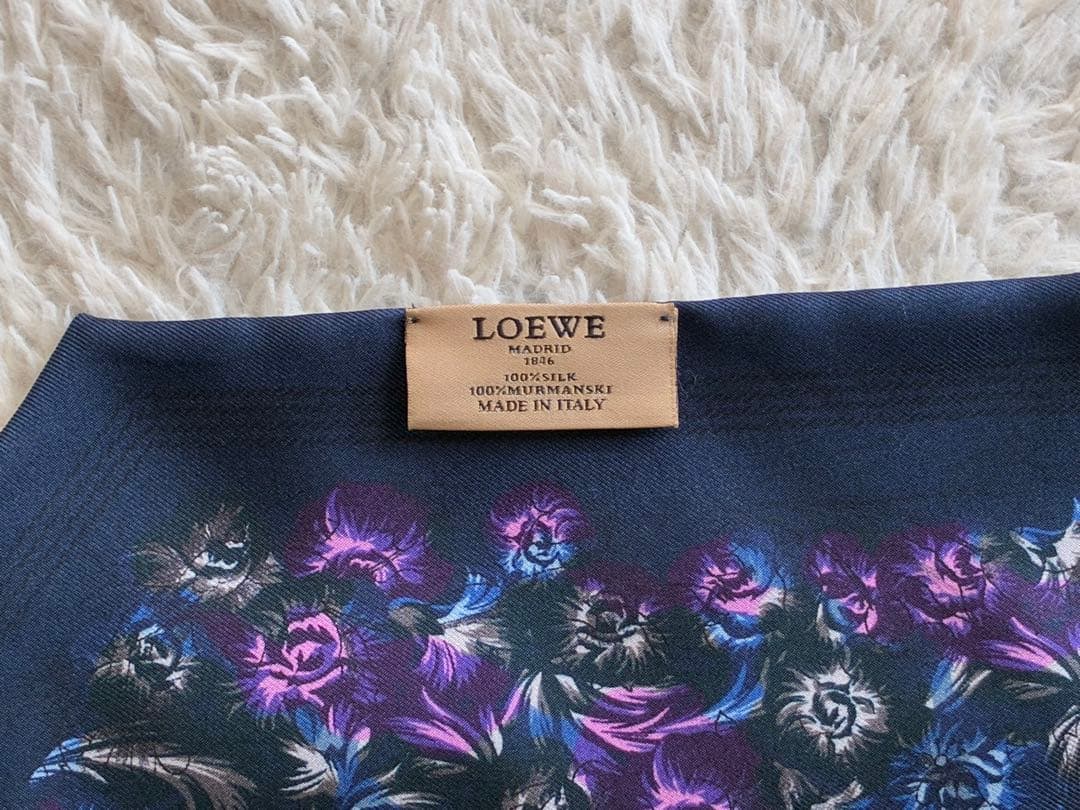 LOEWE
MADRID
1846
100%SILK
100%MURMANSKI
MADE IN ITALY